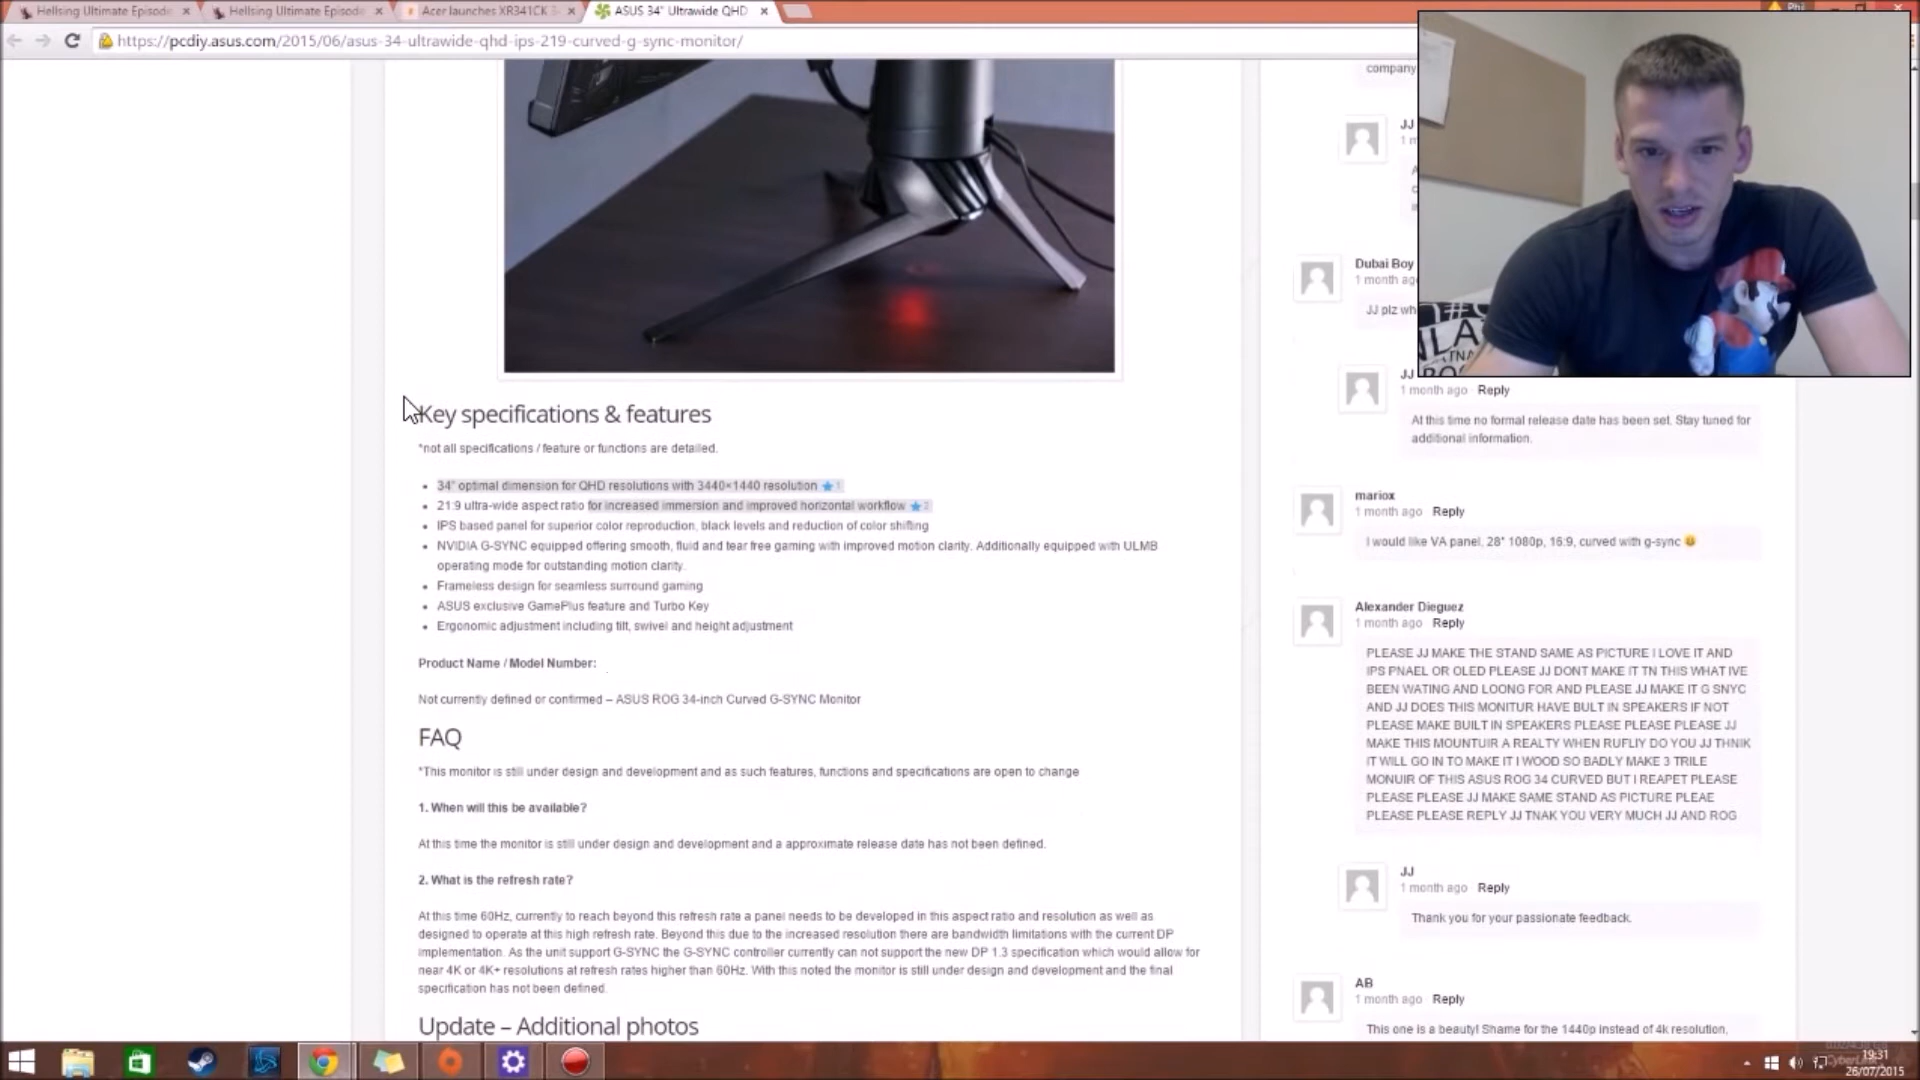 Hellsing Ultimate Episode
Hellsing Ultimate Episode
Acer launches XR341CK 3
ASUS 34" Ultrawide QHD
Phil
https://pcdiy.asus.com/2015/06/asus-34-ultrawide-qhd-ips-219-curved-g-sync-monitor/
Key specifications & features
*not all specifications / feature or functions are detailed.
34" optimal dimension for QHD resolutions with 3440×1440 resolution 1
21:9 ultra-wide aspect ratio for increased immersion and improved horizontal workflow 2
IPS based panel for superior color reproduction, black levels and reduction of color shifting
NVIDIA G-SYNC equipped offering smooth, fluid and tear free gaming with improved motion clarity. Additionally equipped with ULMB
operating mode for outstanding motion clarity.
Frameless design for seamless surround gaming
ASUS exclusive GamePlus feature and Turbo Key
Ergonomic adjustment including tilt, swivel and height adjustment
Product Name / Model Number:
Not currently defined or confirmed – ASUS ROG 34-inch Curved G-SYNC Monitor
FAQ
*This monitor is still under design and development and as such features, functions and specifications are open to change
1. When will this be available?
At this time the monitor is still under design and development and a approximate release date has not been defined.
2. What is the refresh rate?
At this time 60Hz, currently to reach beyond this refresh rate a panel needs to be developed in this aspect ratio and resolution as well as
designed to operate at this high refresh rate. Beyond this due to the increased resolution there are bandwidth limitations with the current DP
implementation. As the unit support G-SYNC the G-SYNC controller currently can not support the new DP 1.3 specification which would allow for
near 4K or 4K+ resolutions at refresh rates higher than 60Hz. With this noted the monitor is still under design and development and the final
specification has not been defined.
Update – Additional photos
company
JJ
Dubai Boy
1 month ago
JJ plz wh
JJ
1 month ago Reply
At this time no formal release date has been set. Stay tuned for
additional information.
mariox
1 month ago Reply
I would like VA panel, 28" 1080p, 16:9, curved with g-sync
Alexander Dieguez
1 month ago Reply
PLEASE JJ MAKE THE STAND SAME AS PICTURE I LOVE IT AND
IPS PNAEL OR OLED PLEASE JJ DONT MAKE IT TN THIS WHAT IVE
BEEN WATING AND LOONG FOR AND PLEASE JJ MAKE IT G SNYC
AND JJ DOES THIS MONITUR HAVE BULT IN SPEAKERS IF NOT
PLEASE MAKE BUILT IN SPEAKERS PLEASE PLEASE PLEASE JJ
MAKE THIS MOUNTUIR A REALTY WHEN RUFLIY DO YOU JJ THNIK
IT WILL GO IN TO MAKE IT I WOOD SO BADLY MAKE 3 TRILE
MONUIR OF THIS ASUS ROG 34 CURVED BUT I REAPET PLEASE
PLEASE PLEASE JJ MAKE SAME STAND AS PICTURE PLEAE
PLEASE PLEASE REPLY JJ TNAK YOU VERY MUCH JJ AND ROG
JJ
1 month ago Reply
Thank you for your passionate feedback.
AB
1 month ago Reply
This one is a beauty! Shame for the 1440p instead of 4k resolution,
19:31
26/07/2015